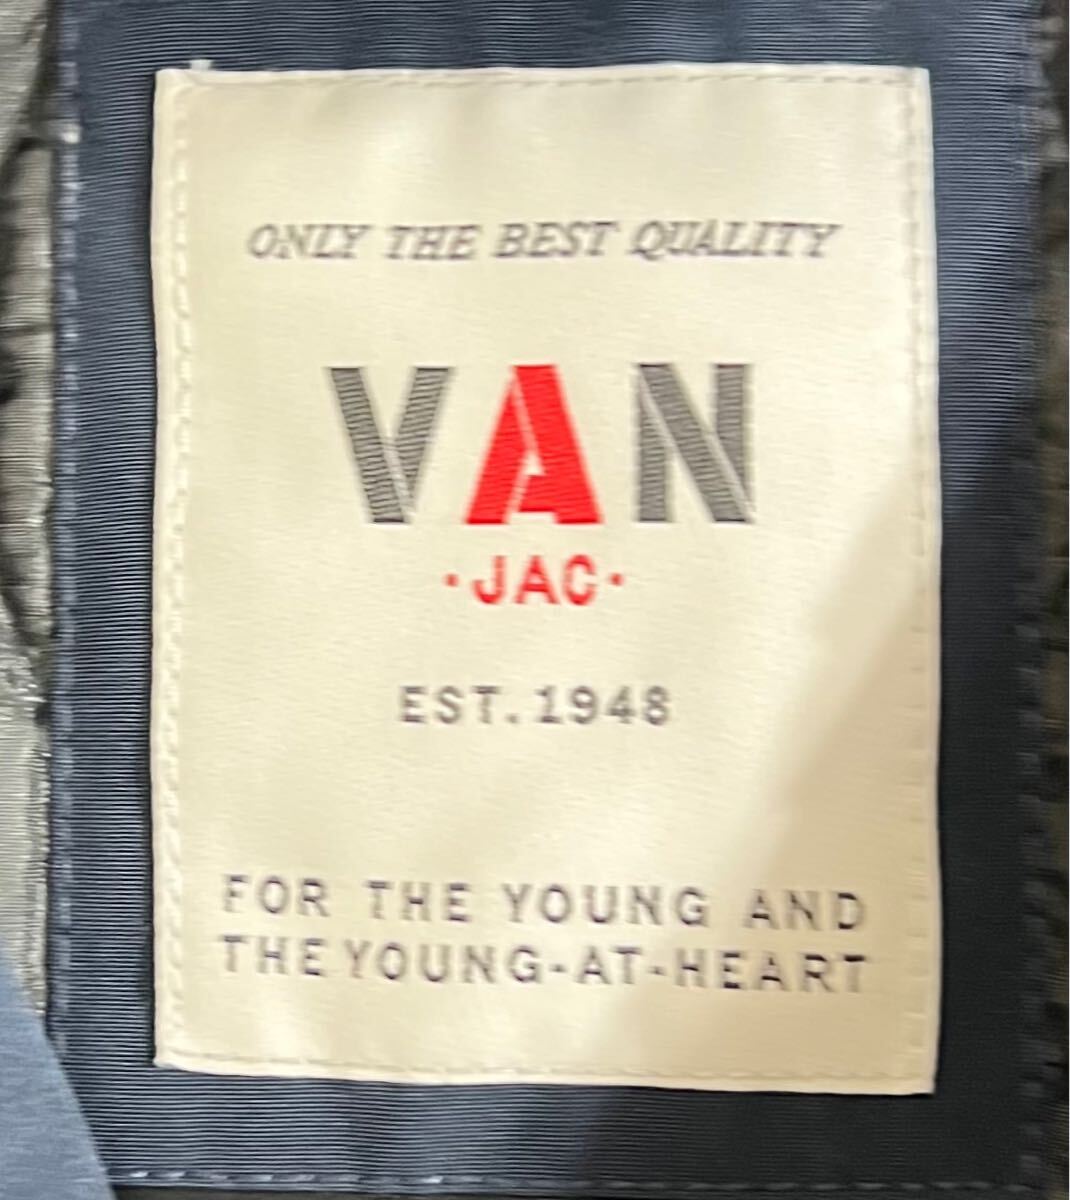 ONLY THE BEST QUALITY
VAN
·JAC·
EST. 1948
FOR THE YOUNG AND
THE YOUNG-AT-HEART